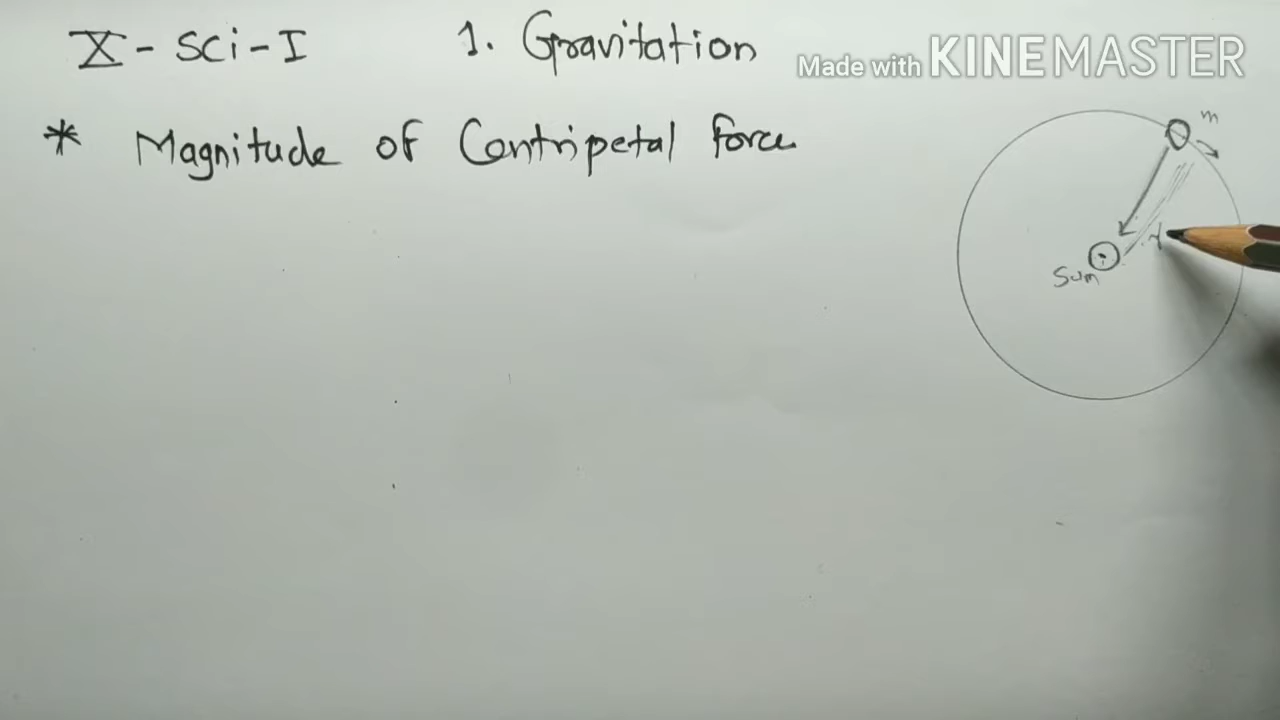 X - Sci - I 1. Gravitation
Made with KINEMASTER
* Magnitude of Centripetal force
m
r
Sun